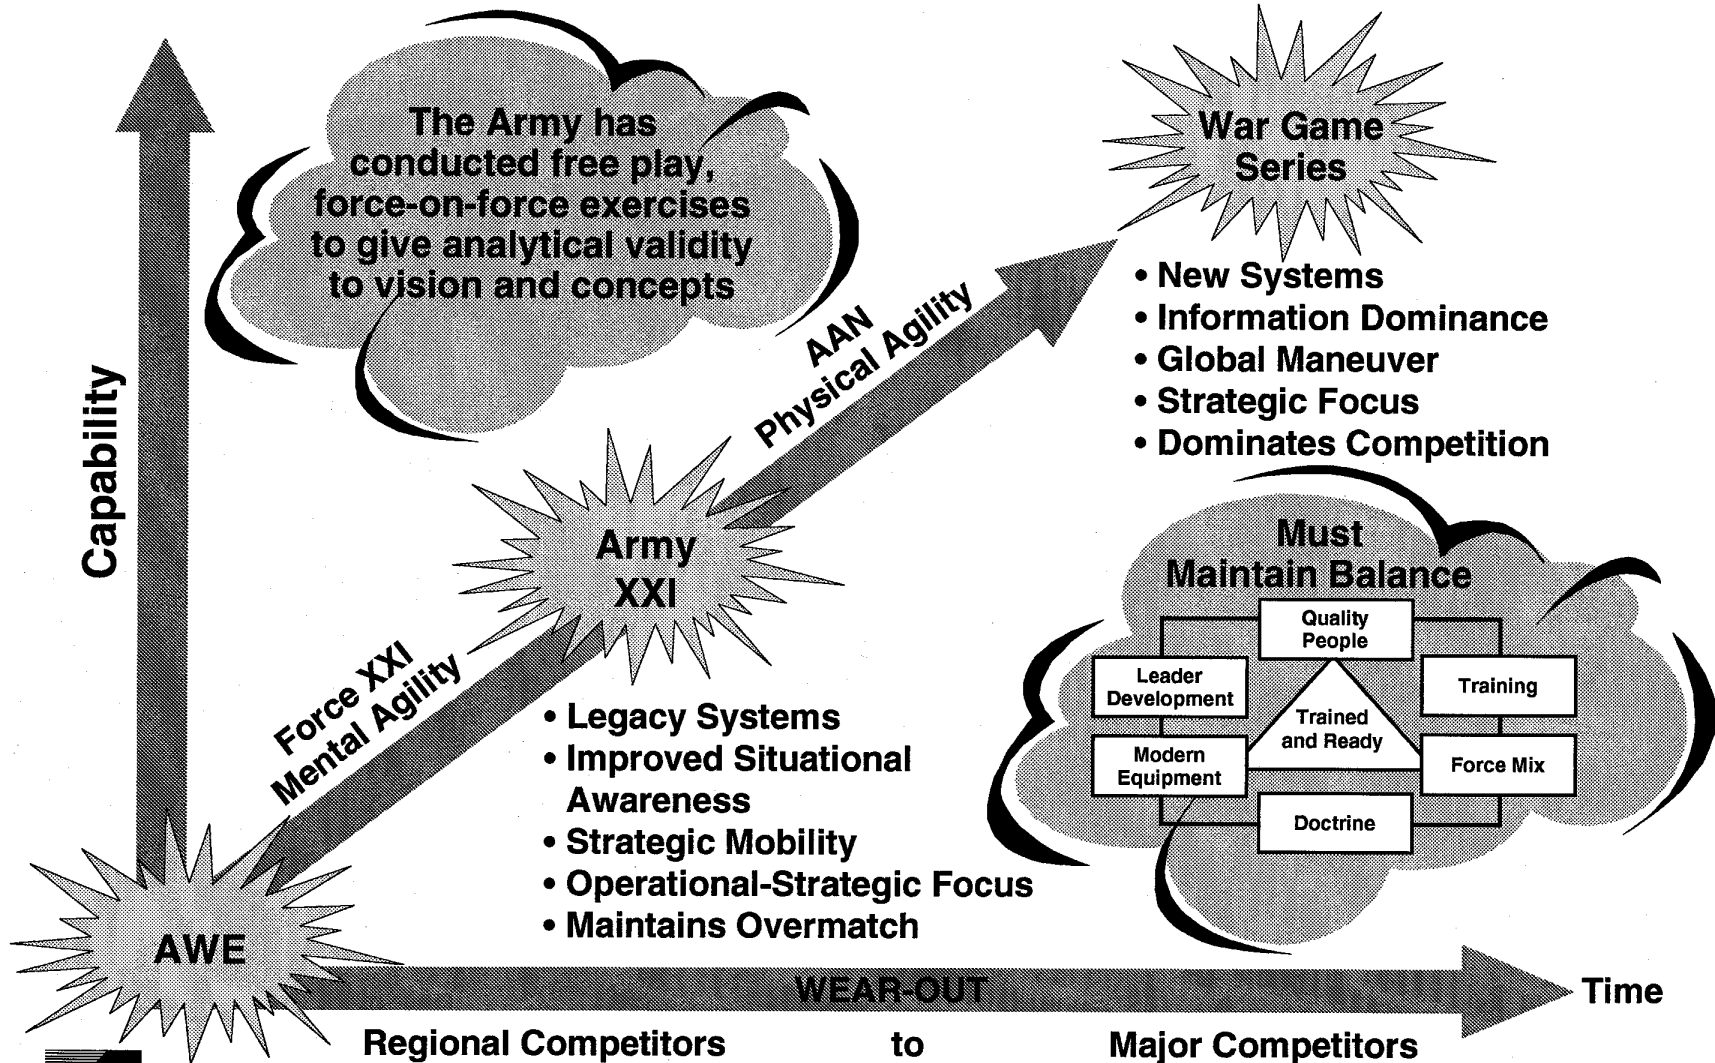 The Army has
conducted free play,
force-on-force exercises
to give analytical validity
to vision and concepts
War Game
Series
• New Systems
• Information Dominance
• Global Maneuver
• Strategic Focus
• Dominates Competition
AAN
Physical Agility
Capability
Army
XXI
Force XXI
Mental Agility
• Legacy Systems
• Improved Situational
Awareness
• Strategic Mobility
• Operational-Strategic Focus
• Maintains Overmatch
Must
Maintain Balance
Quality
People
Leader
Development
Training
Trained
and Ready
Modern
Equipment
Force Mix
Doctrine
AWE
WEAR-OUT
Time
Regional Competitors to Major Competitors